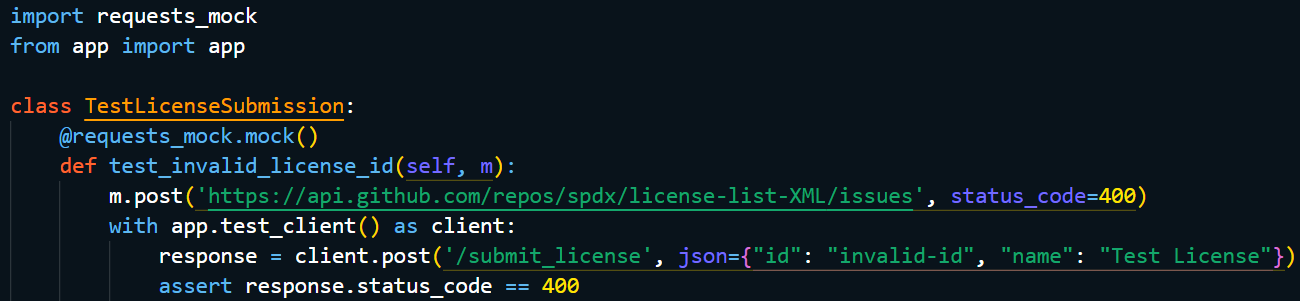 import requests_mock
from app import app
class TestLicenseSubmission:
@requests_mock.mock()
def test_invalid_license_id(self, m):
m.post('https://api.github.com/repos/spdx/license-list-XML/issues', status_code=400)
with app.test_client() as client:
response = client.post('/submit_license', json={"id": "invalid-id", "name": "Test License"})
assert response.status_code == 400